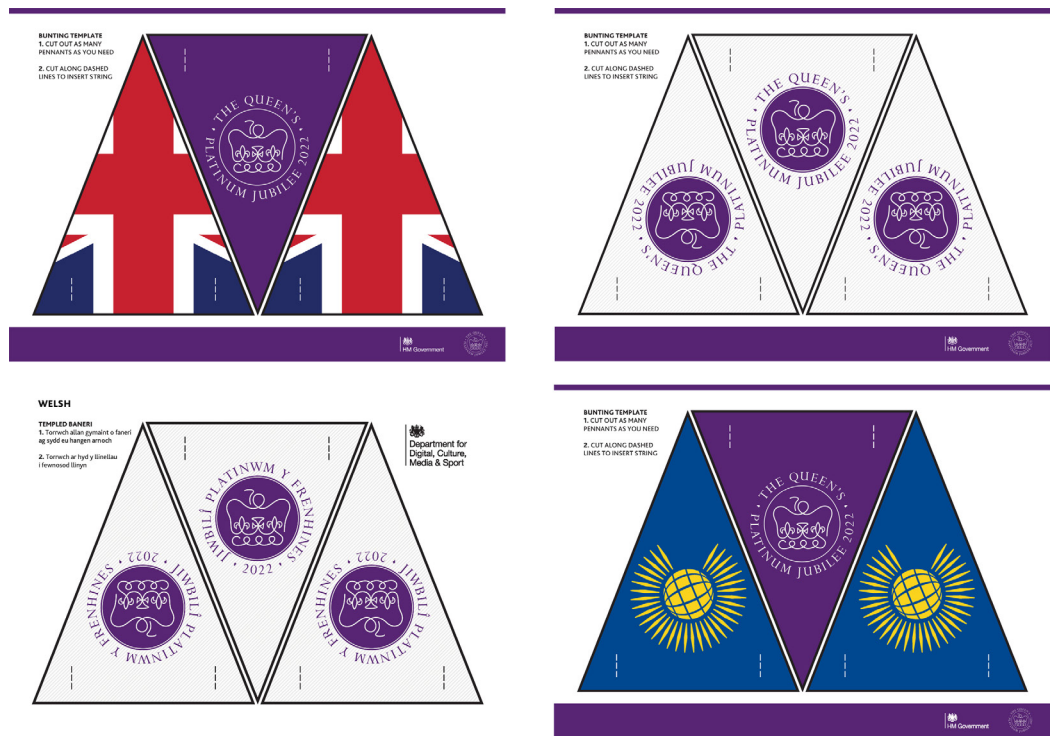 BUNTING TEMPLATE
1. CUT OUT AS MANY
PENNANTS AS YOU NEED
2. CUT ALONG DASHED
LINES TO INSERT STRING
THE QUEEN'S
PLATINUM JUBILEE 2022
HM Government
BUNTING TEMPLATE
1. CUT OUT AS MANY
PENNANTS AS YOU NEED
2. CUT ALONG DASHED
LINES TO INSERT STRING
THE QUEEN'S
PLATINUM JUBILEE 2022
THE QUEEN'S
PLATINUM JUBILEE 2022
THE QUEEN'S
PLATINUM JUBILEE 2022
HM Government
WELSH
TEMPLED BANERI
1. Torrwch allan gymaint o faneri
ag sydd eu hangen arnoch
2. Torrwch ar hyd y llinellau
i fewnosod llinyn
Department for
Digital, Culture,
Media & Sport
JIWBILÎ PLATINWM Y FRENHINES
2022
JIWBILÎ PLATINWM Y FRENHINES
2022
JIWBILÎ PLATINWM Y FRENHINES
2022
BUNTING TEMPLATE
1. CUT OUT AS MANY
PENNANTS AS YOU NEED
2. CUT ALONG DASHED
LINES TO INSERT STRING
THE QUEEN'S
PLATINUM JUBILEE 2022
HM Government